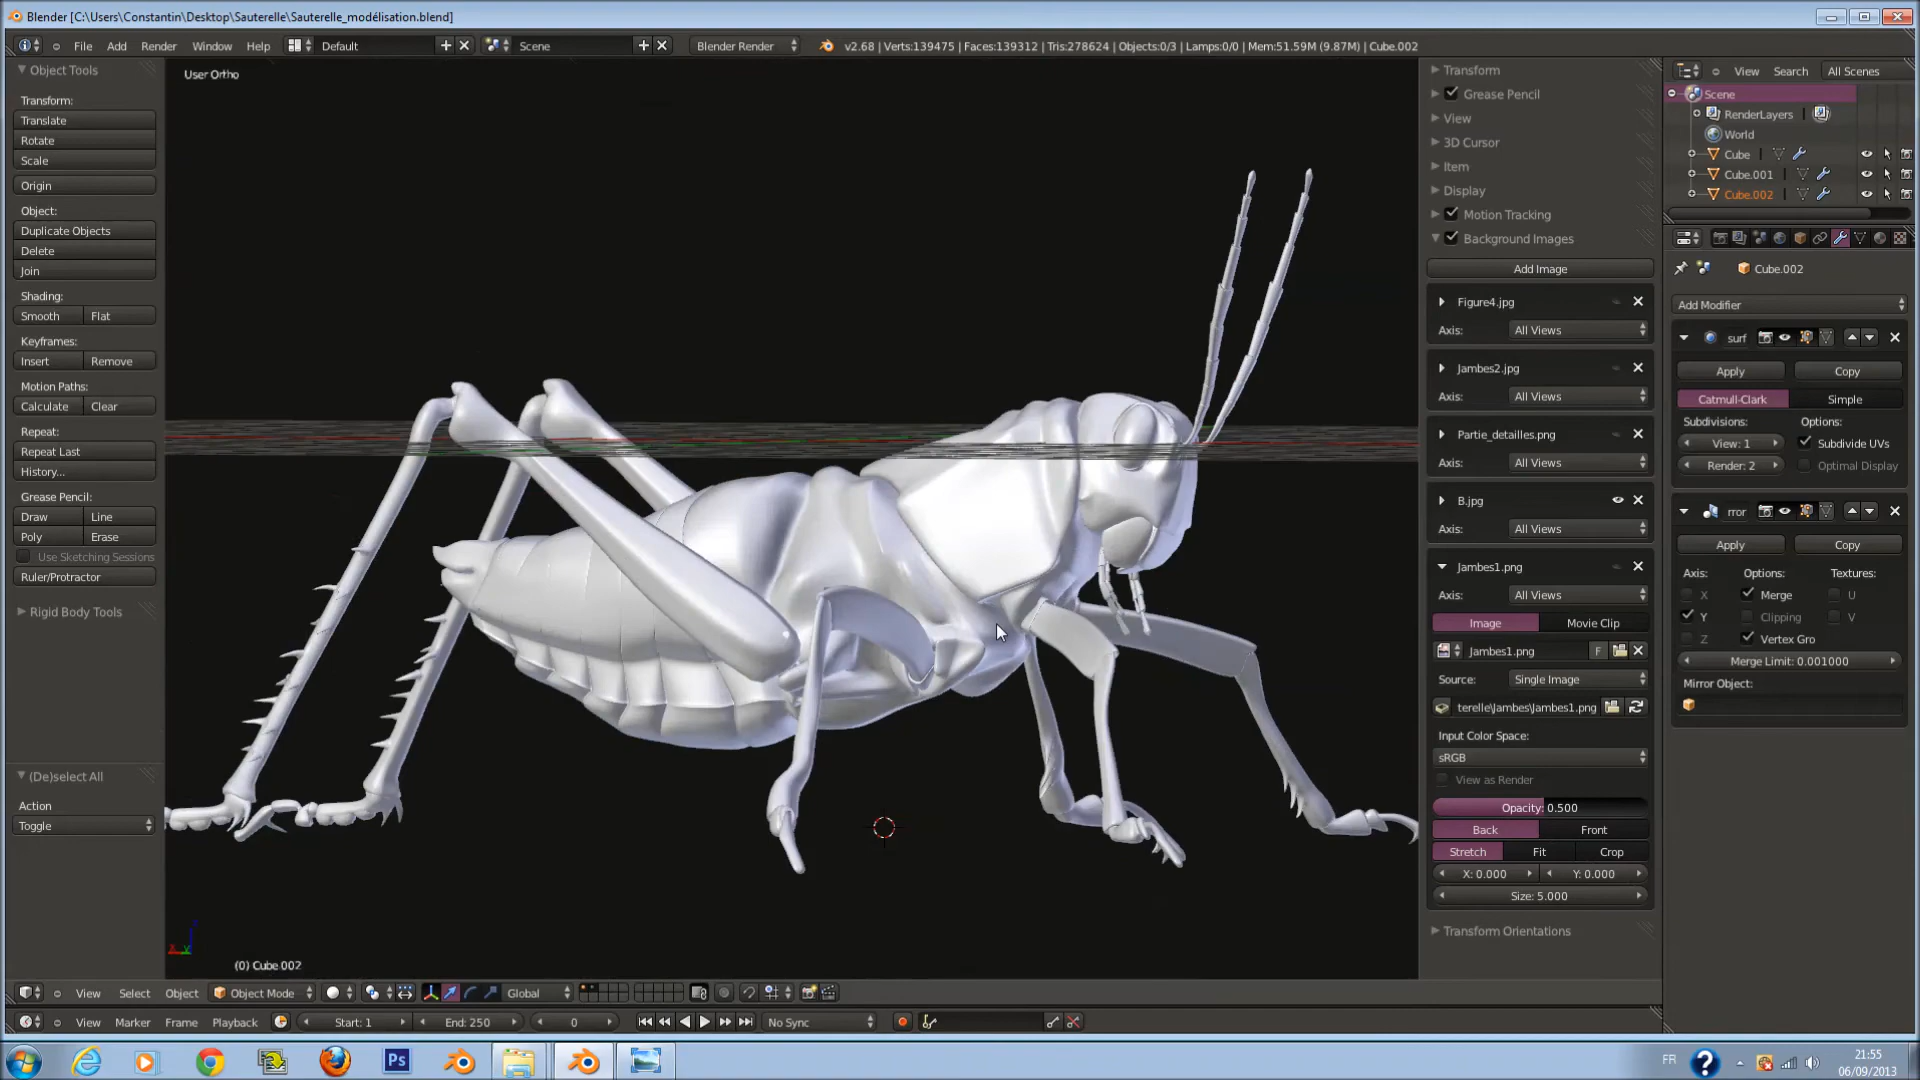 Blender [C:\Users\Constantin\Desktop\Sauterelle\Sauterelle_modélisation.blend]
File Add Render Window Help Default Scene Blender Render v2.68 | Verts:139475 | Faces:139312 | Tris:278624 | Objects:0/3 | Lamps:0/0 | Mem:51.59M (9.87M) | Cube.002
Object Tools
Transform:
Translate
Rotate
Scale
Origin
Object:
Duplicate Objects
Delete
Join
Shading:
Smooth Flat
Keyframes:
Insert Remove
Motion Paths:
Calculate Clear
Repeat:
Repeat Last
History...
Grease Pencil:
Draw Line
Poly Erase
Use Sketching Sessions
Ruler/Protractor
Rigid Body Tools
(De)select All
Action
Toggle
User Ortho
(0) Cube.002
Transform
Grease Pencil
View
3D Cursor
Item
Display
Motion Tracking
Background Images
Add Image
Figure4.jpg
Axis: All Views
Jambes2.jpg
Axis: All Views
Partie_detailles.png
Axis: All Views
B.jpg
Axis: All Views
Jambes1.png
Axis: All Views
Image Movie Clip
Jambes1.png F
Source: Single Image
terelle\Jambes\Jambes1.png
Input Color Space:
sRGB
View as Render
Opacity: 0.500
Back Front
Stretch Fit Crop
X: 0.000 Y: 0.000
Size: 5.000
Transform Orientations
View Search All Scenes
Scene
RenderLayers
World
Cube
Cube.001
Cube.002
Cube.002
Add Modifier
surf
Apply Copy
Catmull-Clark Simple
Subdivisions: Options:
View: 1 Subdivide UVs
Render: 2 Optimal Display
rror
Apply Copy
Axis: Options: Textures:
X Merge U
Y Clipping V
Z Vertex Gro
Merge Limit: 0.001000
Mirror Object:
View Select Object Object Mode Global
View Marker Frame Playback Start: 1 End: 250 0 No Sync
Ps
FR
21:55
06/09/2013